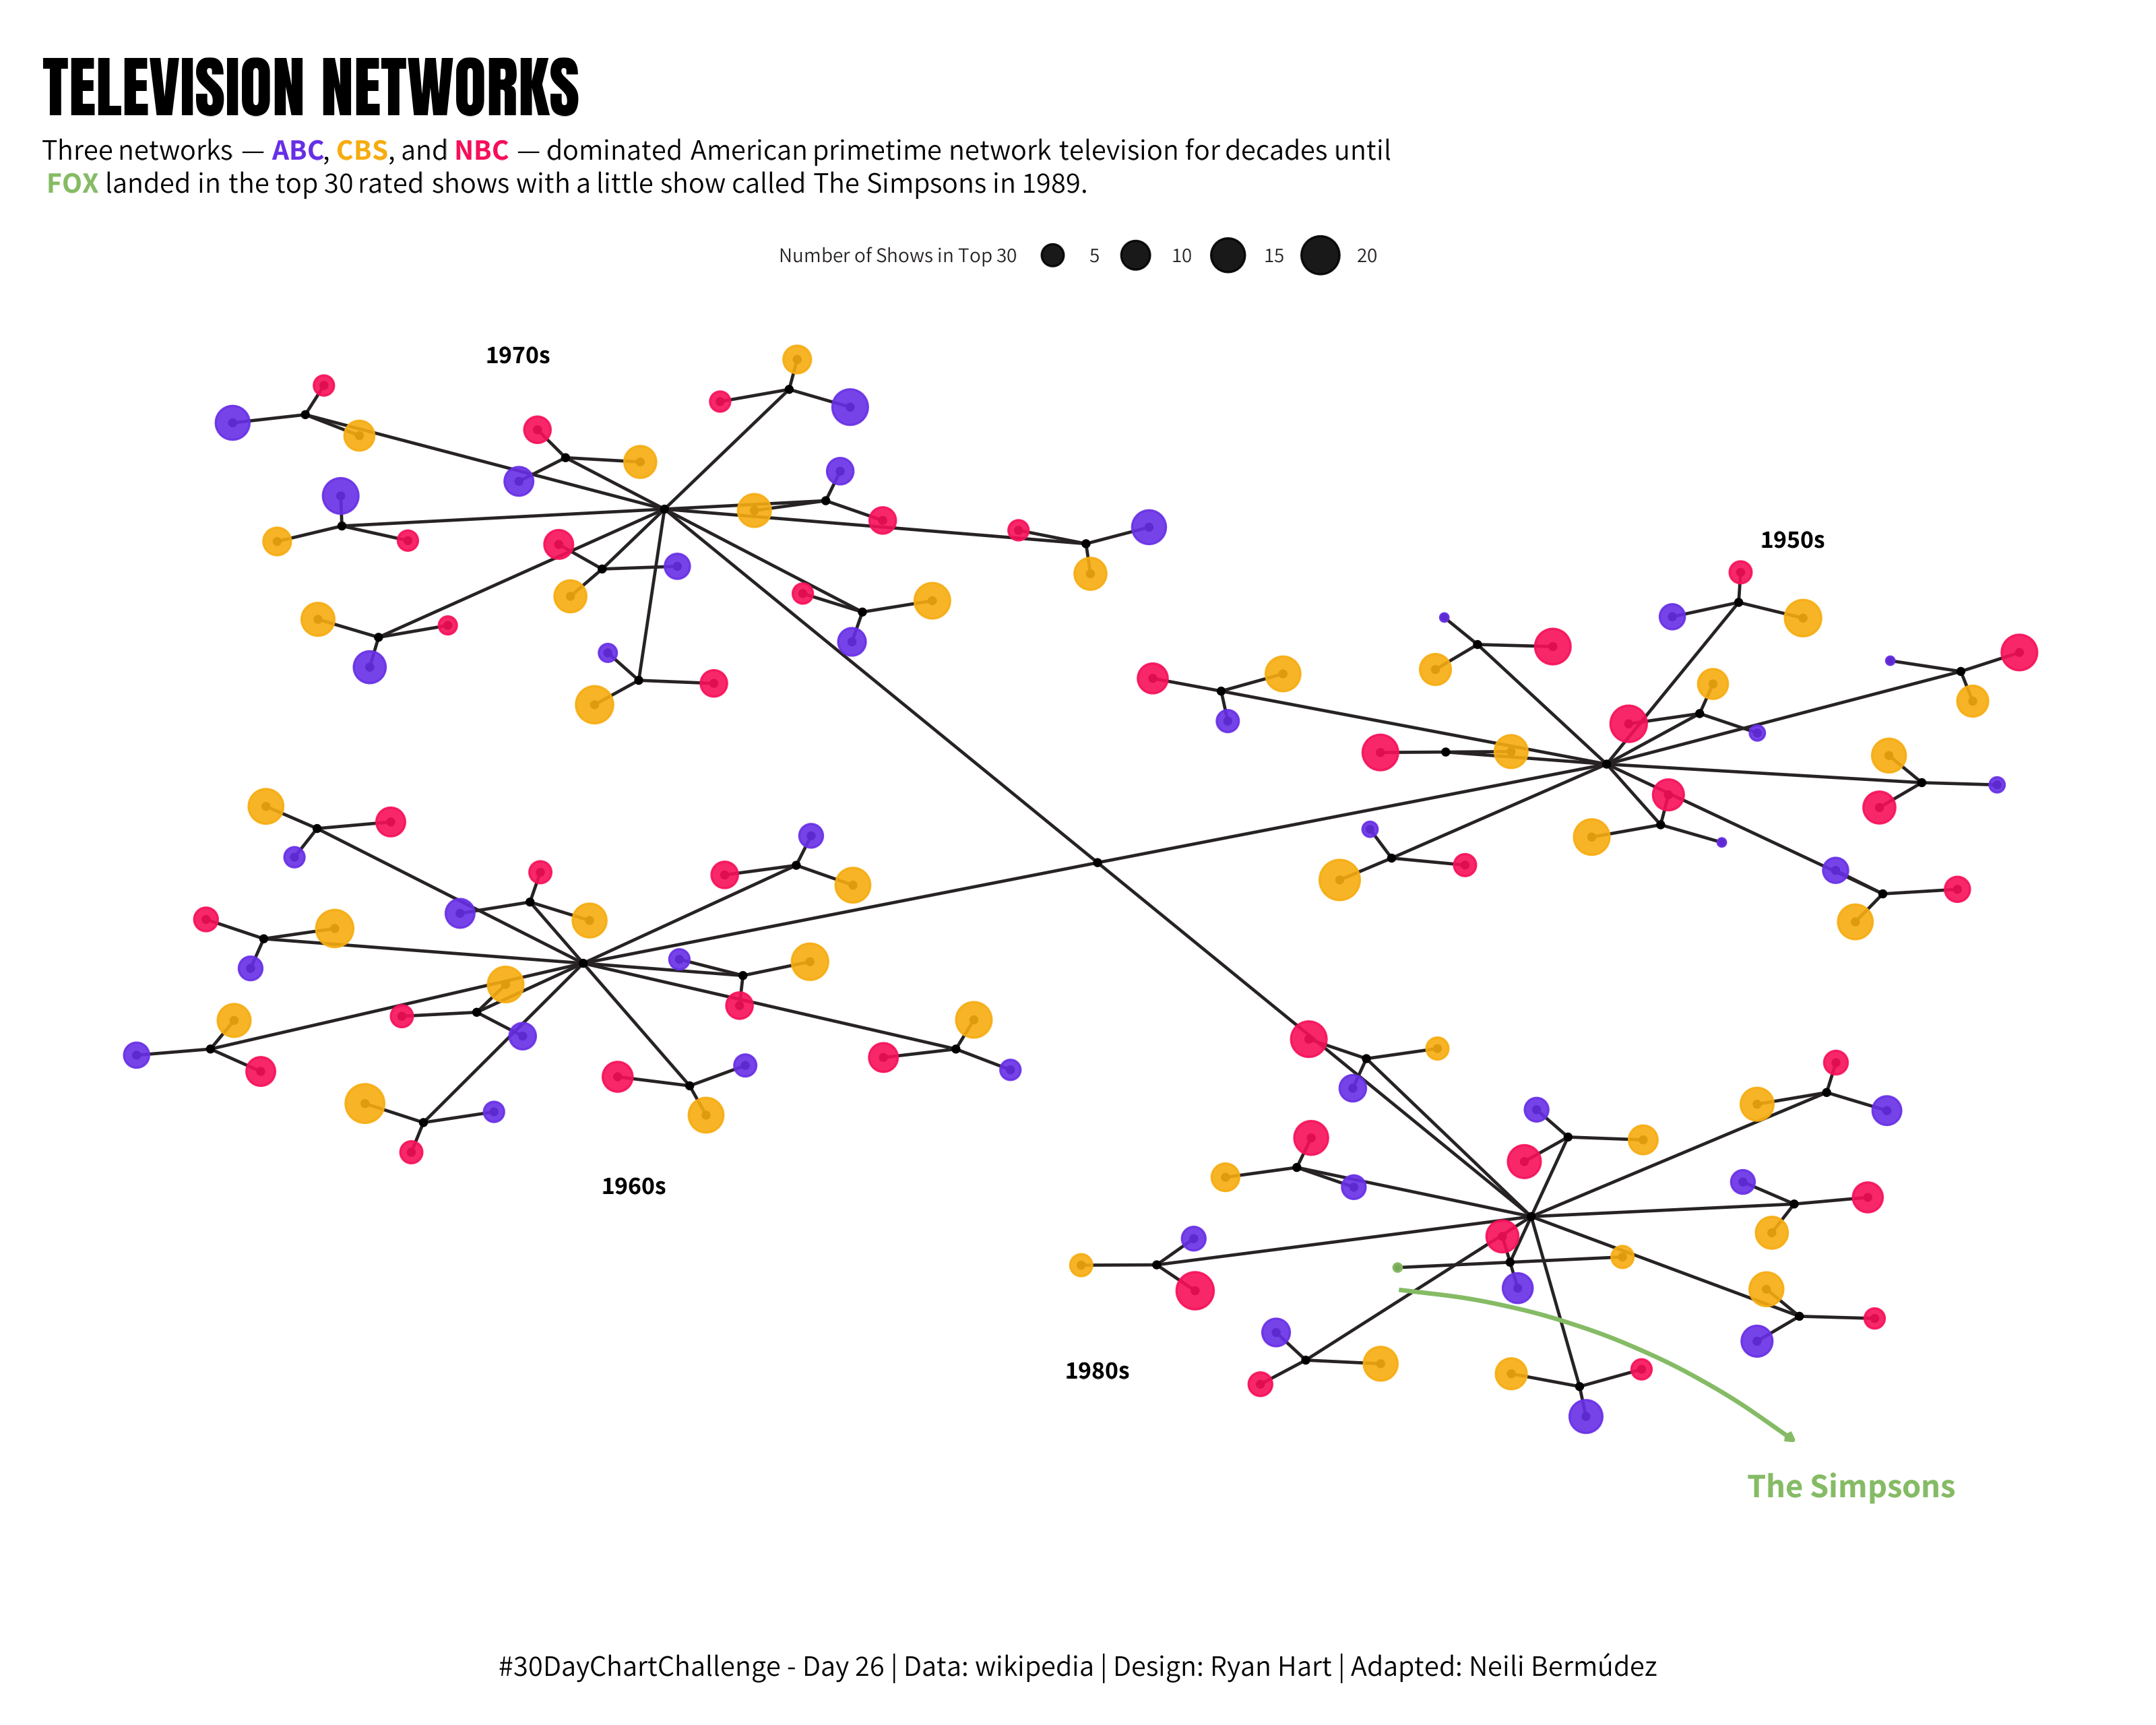 TELEVISION NETWORKS
Three networks — ABC, CBS, and NBC — dominated American primetime network television for decades until
FOX landed in the top 30 rated shows with a little show called The Simpsons in 1989.
Number of Shows in Top 30 5 10 15 20
1970s
1950s
1960s
1980s
The Simpsons
#30DayChartChallenge - Day 26 | Data: wikipedia | Design: Ryan Hart | Adapted: Neili Bermúdez